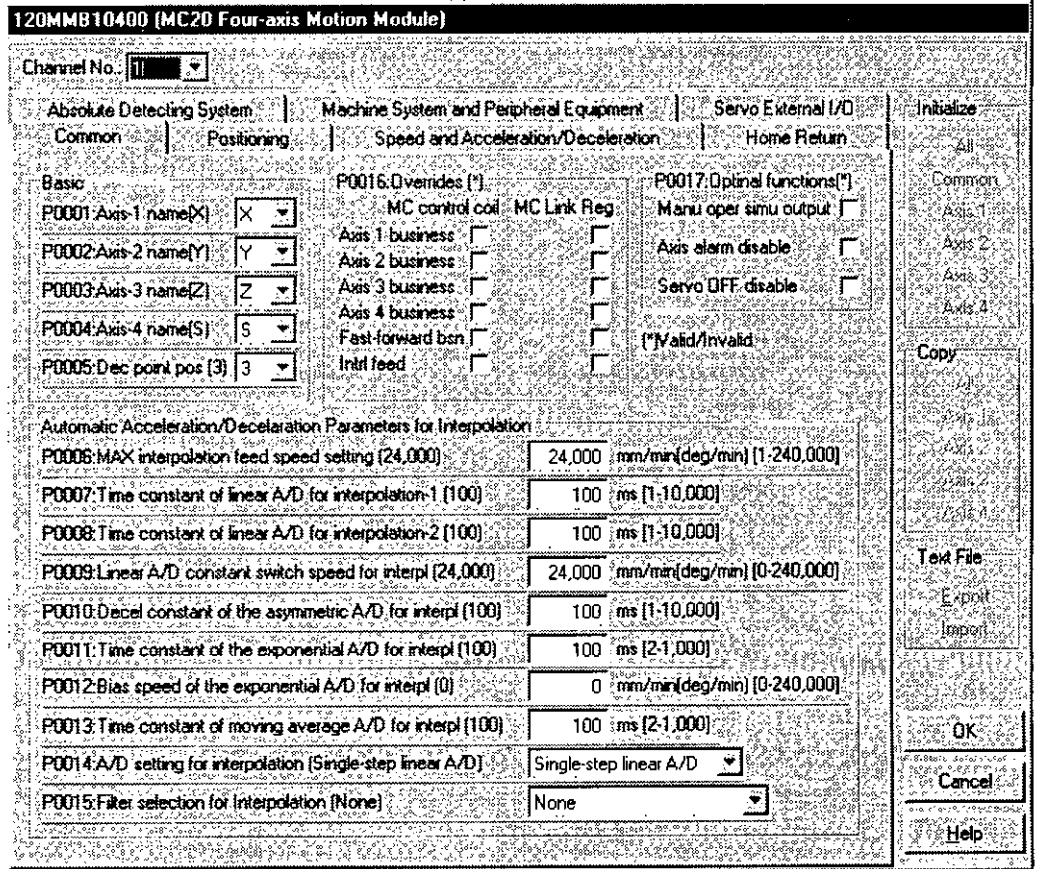 120MMB10400 (MC20 Four-axis Motion Module)
Channel No.: 1
Absolute Detecting System Machine System and Peripheral Equipment Servo External I/O
Common Positioning Speed and Acceleration/Deceleration Home Return
Basic
P0001:Axis-1 name(X) X
P0002:Axis-2 name(Y) Y
P0003:Axis-3 name(Z) Z
P0004:Axis-4 name(S) S
P0005:Dec point pos (3) 3
P0016:Overrides (*)
MC control coil MC Link Reg
Axis 1 business
Axis 2 business
Axis 3 business
Axis 4 business
Fast-forward bsn
Intrl feed
P0017:Optinal functions(*)
Manu oper simu output
Axis alarm disable
Servo OFF disable
(*)Valid/Invalid
Automatic Acceleration/Decelaration Parameters for Interpolation
P0006:MAX interpolation feed speed setting (24,000) 24,000 mm/min(deg/min) [1-240,000]
P0007:Time constant of linear A/D for interpolation-1 (100) 100 ms [1-10,000]
P0008:Time constant of linear A/D for interpolation-2 (100) 100 ms [1-10,000]
P0009:Linear A/D constant switch speed for interpl (24,000) 24,000 mm/min(deg/min) [0-240,000]
P0010:Decel constant of the asymmetric A/D for interpl (100) 100 ms [1-10,000]
P0011:Time constant of the exponential A/D for interpl (100) 100 ms [2-1,000]
P0012:Bias speed of the exponential A/D for interpl (0) 0 mm/min(deg/min) [0-240,000]
P0013:Time constant of moving average A/D for interpl (100) 100 ms [2-1,000]
P0014:A/D setting for interpolation (Single-step linear A/D) Single-step linear A/D
P0015:Filter selection for Interpolation (None) None
Initialize
All
Common
Axis 1
Axis 2
Axis 3
Axis 4
Copy
All
Text File
Export
Import
OK
Cancel
Help